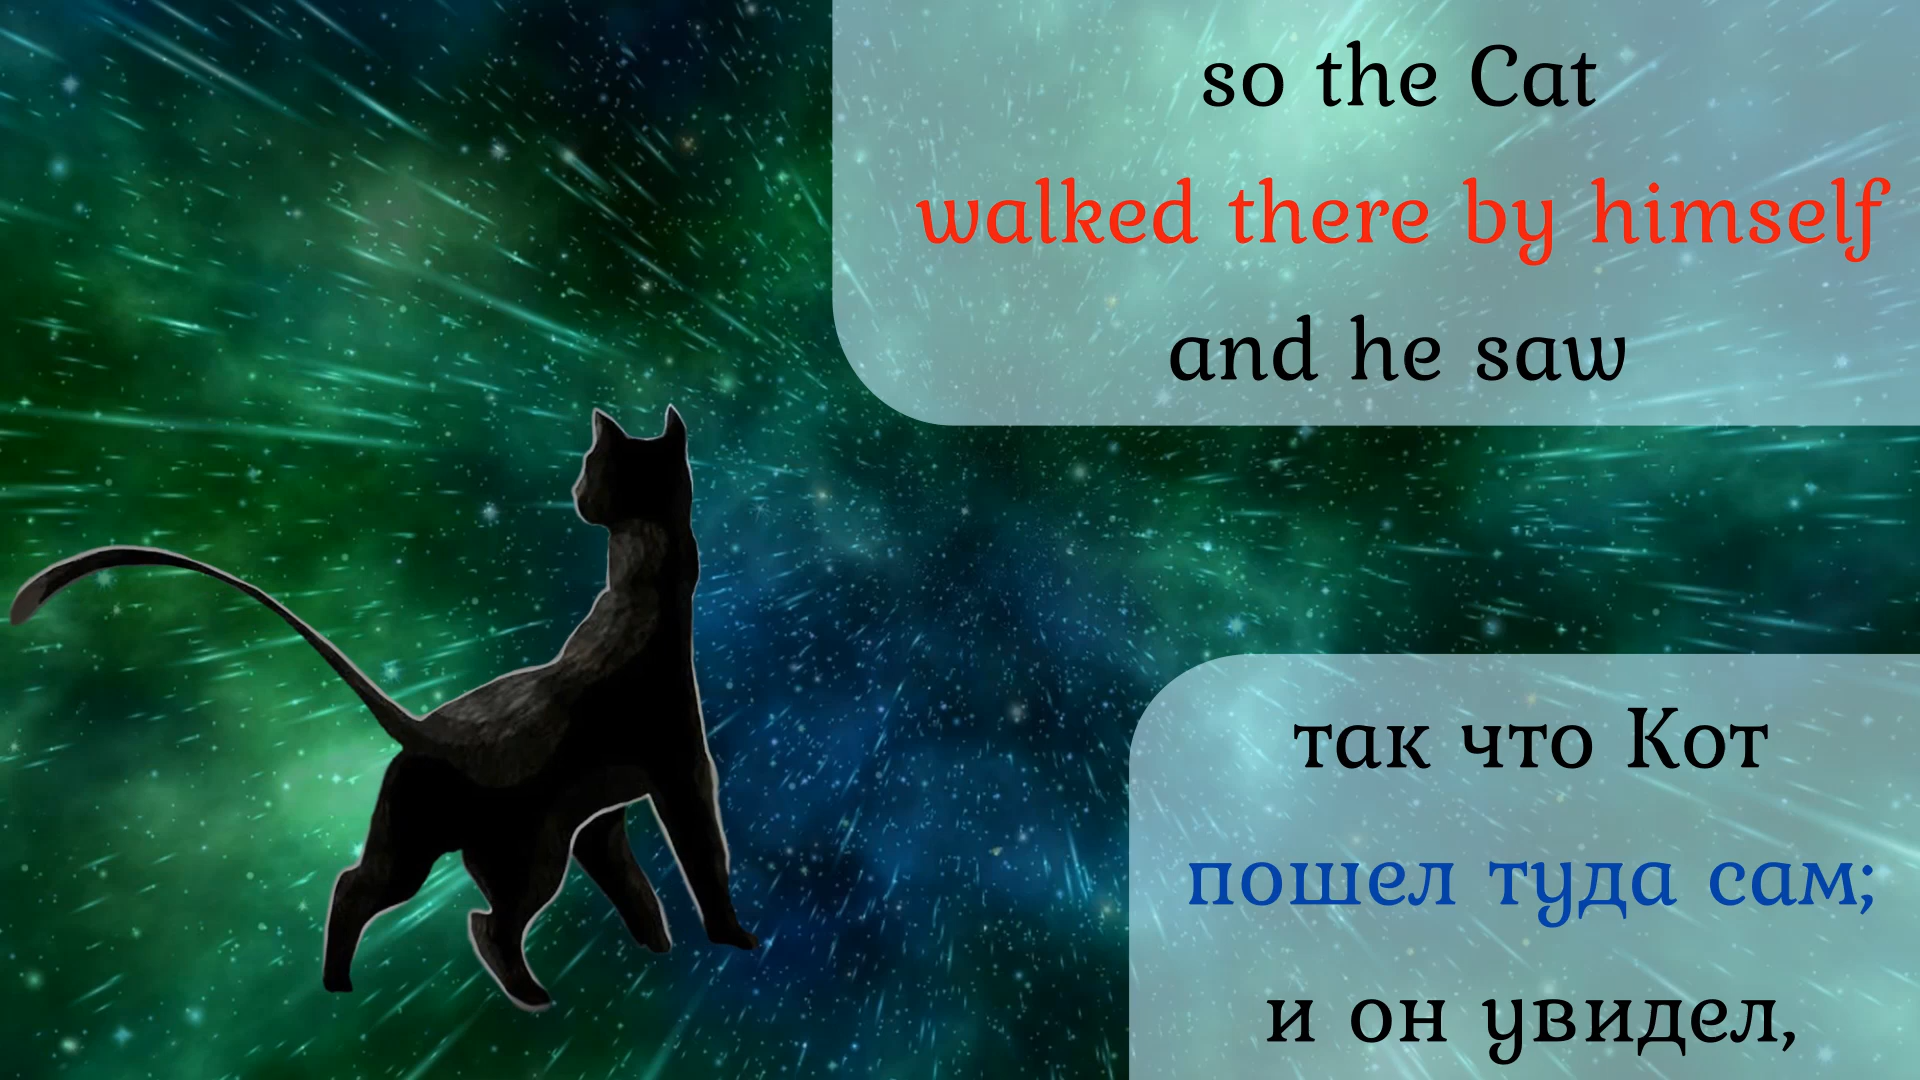 so the Cat
walked there by himself
and he saw
так что Кот
пошел туда сам;
и он увидел,